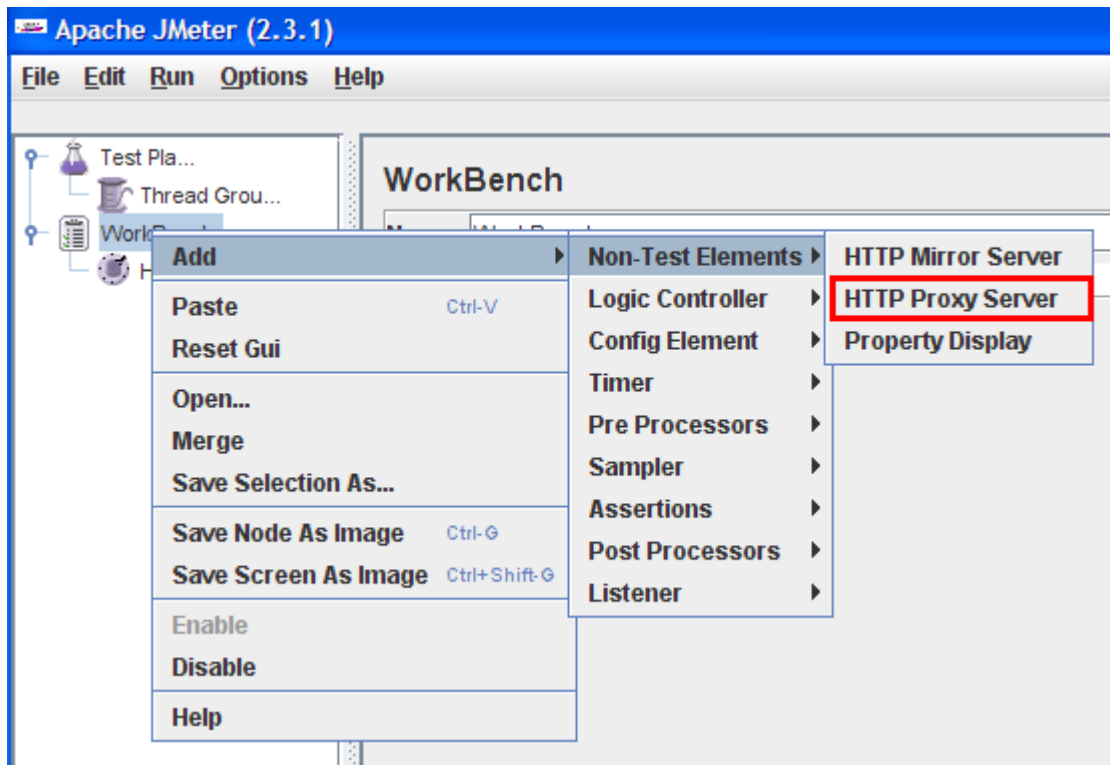 Apache JMeter (2.3.1)
File Edit Run Options Help
Test Pla...
Thread Grou...
WorkBench
Add
Paste Ctrl-V
Reset Gui
Open...
Merge
Save Selection As...
Save Node As Image Ctrl-G
Save Screen As Image Ctrl+Shift-G
Enable
Disable
Help
Non-Test Elements
Logic Controller
Config Element
Timer
Pre Processors
Sampler
Assertions
Post Processors
Listener
HTTP Mirror Server
HTTP Proxy Server
Property Display